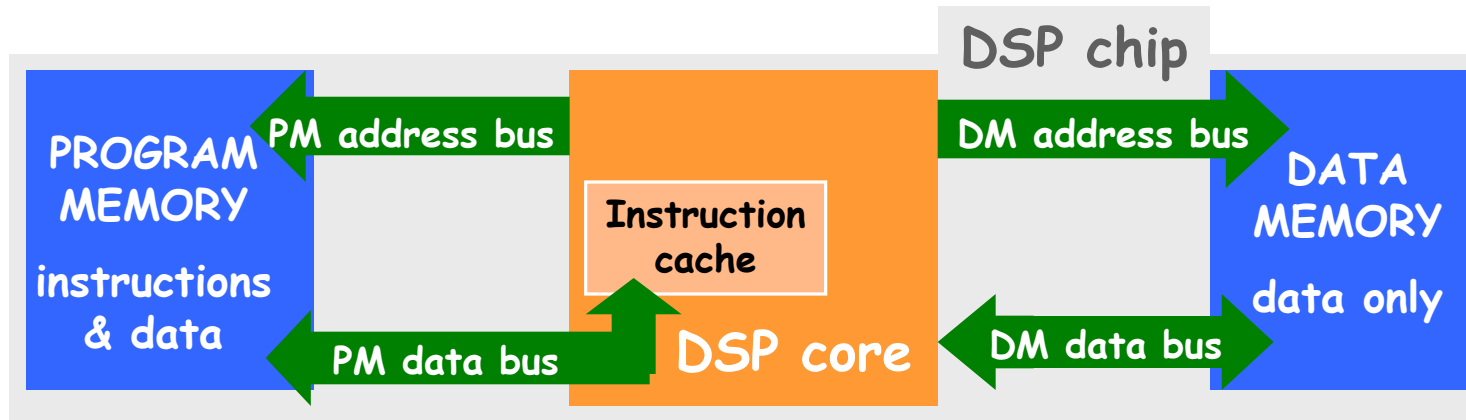 DSP chip
PROGRAM
MEMORY
instructions
& data
PM address bus
PM data bus
Instruction
cache
DSP core
DM address bus
DM data bus
DATA
MEMORY
data only